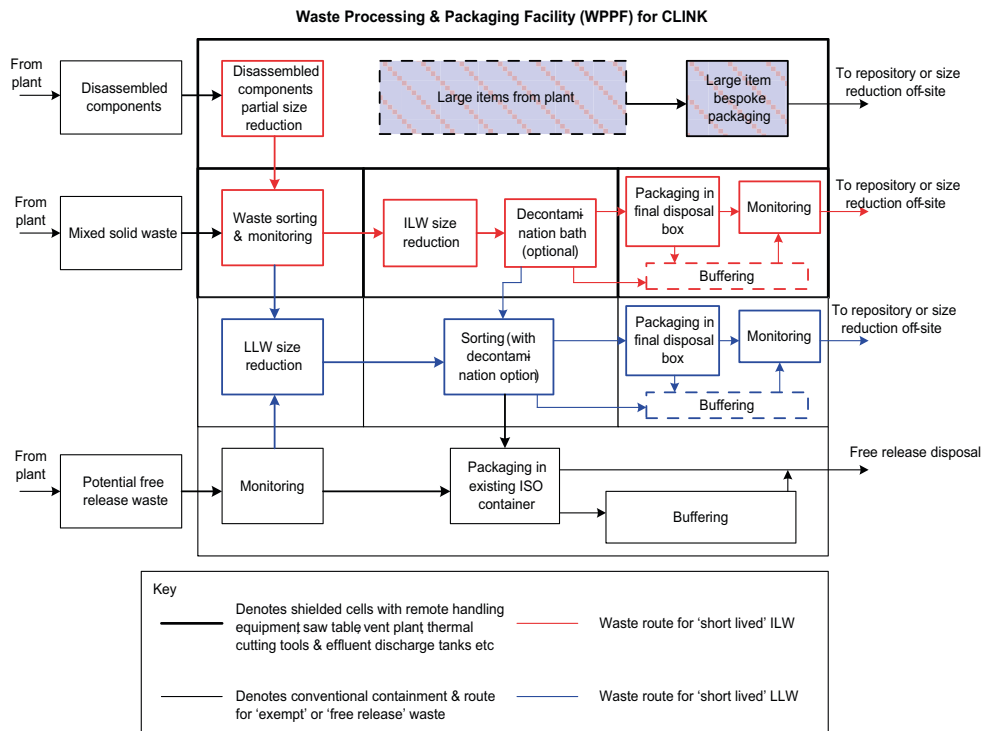 Waste Processing & Packaging Facility (WPPF) for CLINK
From
plant
Disassembled
components
Disassembled
components
partial size
reduction
Large items from plant
Large item
bespoke
packaging
To repository or size
reduction off-site
From
plant
Mixed solid waste
Waste sorting
& monitoring
ILW size
reduction
Decontami-
nation bath
(optional)
Packaging in
final disposal
box
Monitoring
Buffering
To repository or size
reduction off-site
LLW size
reduction
Sorting (with
decontami-
nation option)
Packaging in
final disposal
box
Monitoring
Buffering
To repository or size
reduction off-site
From
plant
Potential free
release waste
Monitoring
Packaging in
existing ISO
container
Buffering
Free release disposal
Key
Denotes shielded cells with remote handling
equipment, saw table, vent plant, thermal
cutting tools & effluent discharge tanks etc
Waste route for ‘short lived’ ILW
Denotes conventional containment & route
for ‘exempt’ or ‘free release’ waste
Waste route for ‘short lived’ LLW